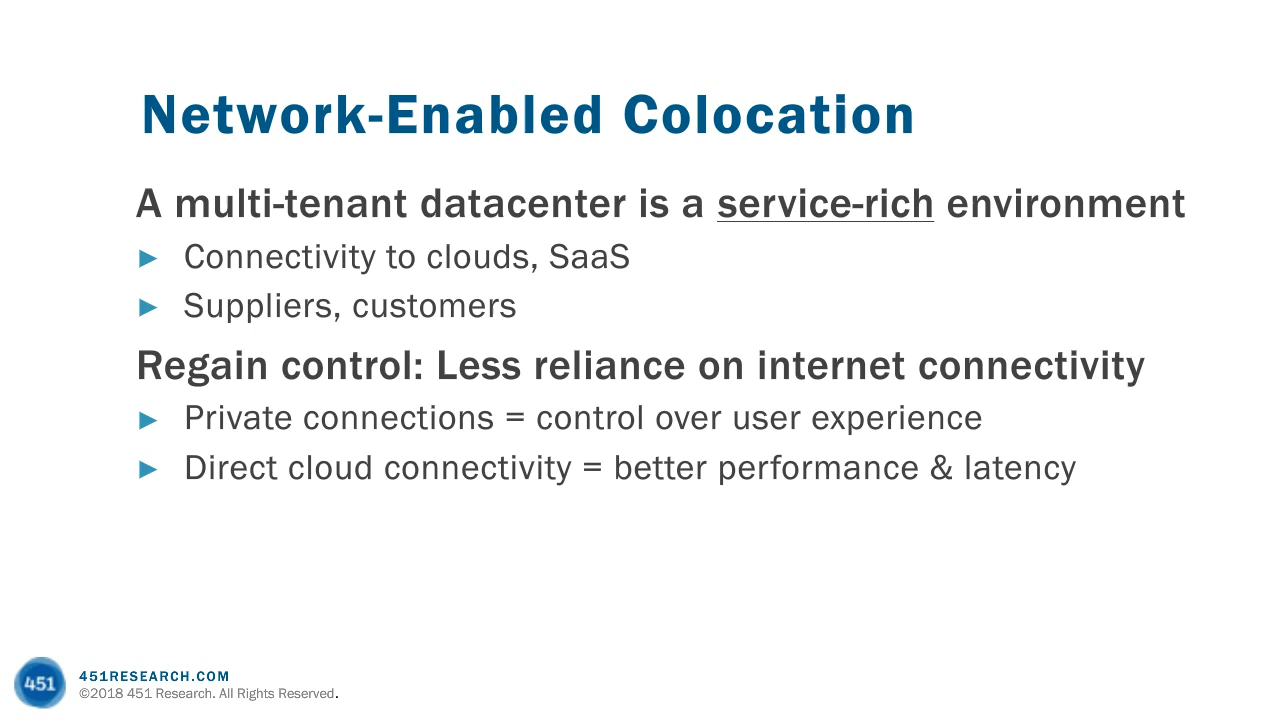 Network-Enabled Colocation
A multi-tenant datacenter is a service-rich environment
► Connectivity to clouds, SaaS
► Suppliers, customers
Regain control: Less reliance on internet connectivity
► Private connections = control over user experience
► Direct cloud connectivity = better performance & latency
451
451RESEARCH.COM
©2018 451 Research. All Rights Reserved.